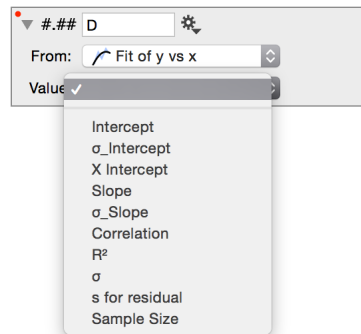 #.## D
From: Fit of y vs x
Value ✓
Intercept
σ_Intercept
X Intercept
Slope
σ_Slope
Correlation
R²
σ
s for residual
Sample Size